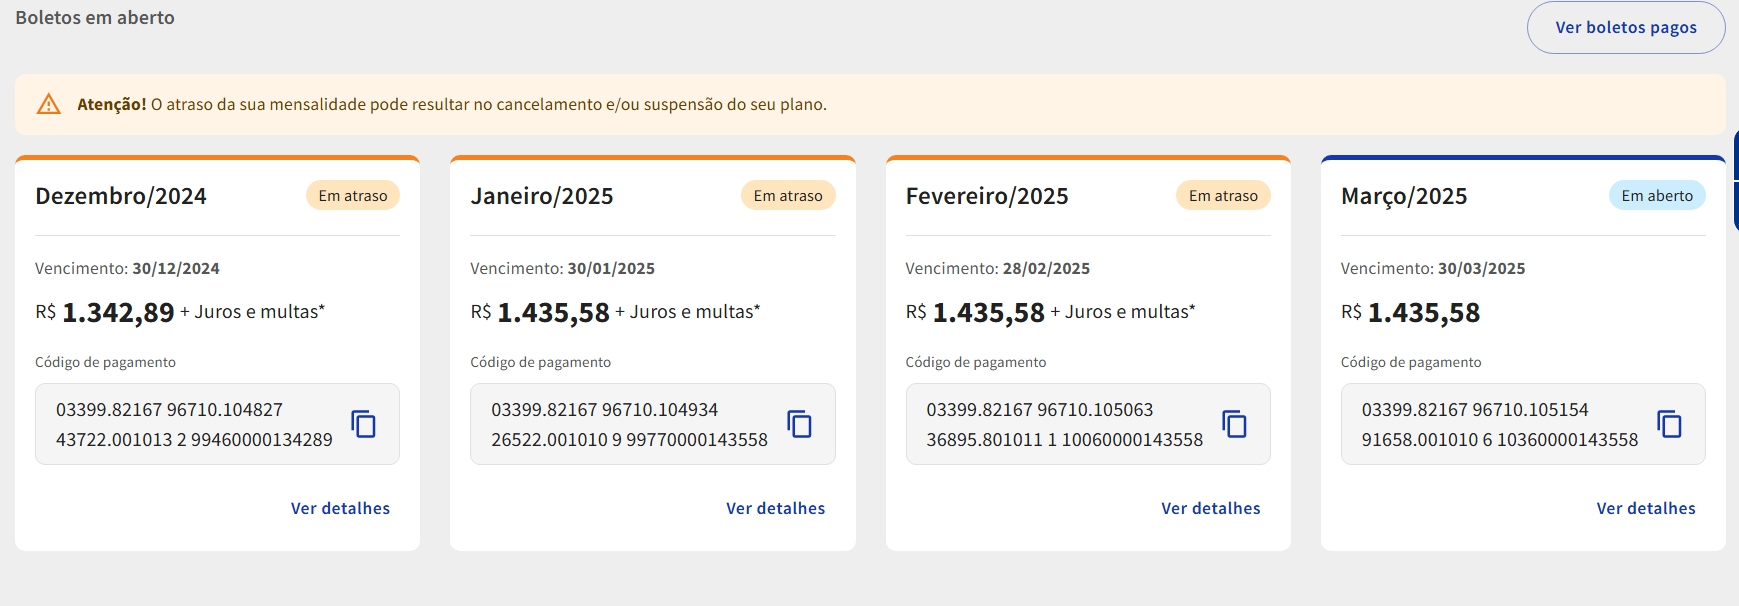 Boletos em aberto
Ver boletos pagos
Atenção! O atraso da sua mensalidade pode resultar no cancelamento e/ou suspensão do seu plano.
Dezembro/2024
Em atraso
Vencimento: 30/12/2024
R$ 1.342,89 + Juros e multas*
Código de pagamento
03399.82167 96710.104827
43722.001013 2 99460000134289
Ver detalhes
Janeiro/2025
Em atraso
Vencimento: 30/01/2025
R$ 1.435,58 + Juros e multas*
Código de pagamento
03399.82167 96710.104934
26522.001010 9 99770000143558
Ver detalhes
Fevereiro/2025
Em atraso
Vencimento: 28/02/2025
R$ 1.435,58 + Juros e multas*
Código de pagamento
03399.82167 96710.105063
36895.801011 1 10060000143558
Ver detalhes
Março/2025
Em aberto
Vencimento: 30/03/2025
R$ 1.435,58
Código de pagamento
03399.82167 96710.105154
91658.001010 6 10360000143558
Ver detalhes